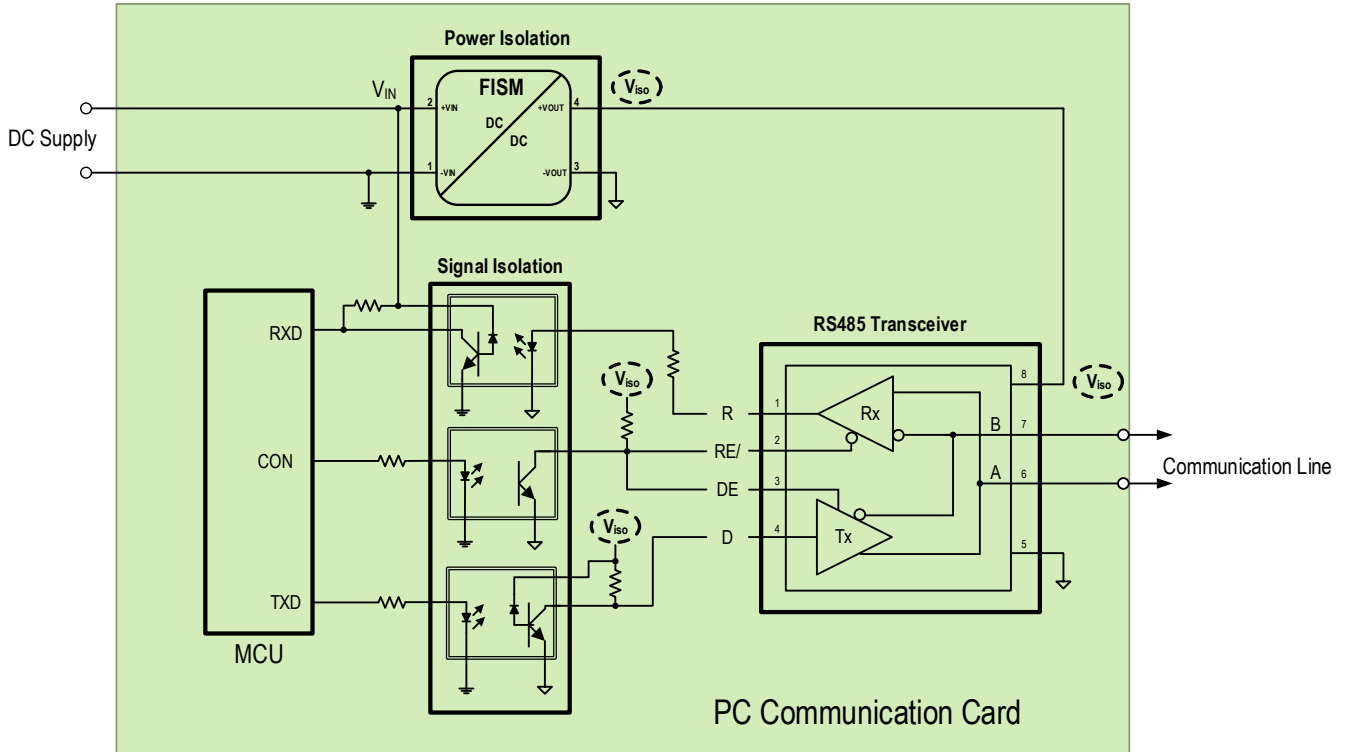 Power Isolation
FISM
V_IN
V_iso
2
+VIN
+VOUT
4
DC
DC
DC Supply
1
-VIN
-VOUT
3
Signal Isolation
RS485 Transceiver
RXD
V_iso
8
V_iso
R
1
Rx
B
7
RE/
2
CON
Communication Line
DE
3
A
6
V_iso
D
4
Tx
5
TXD
MCU
PC Communication Card